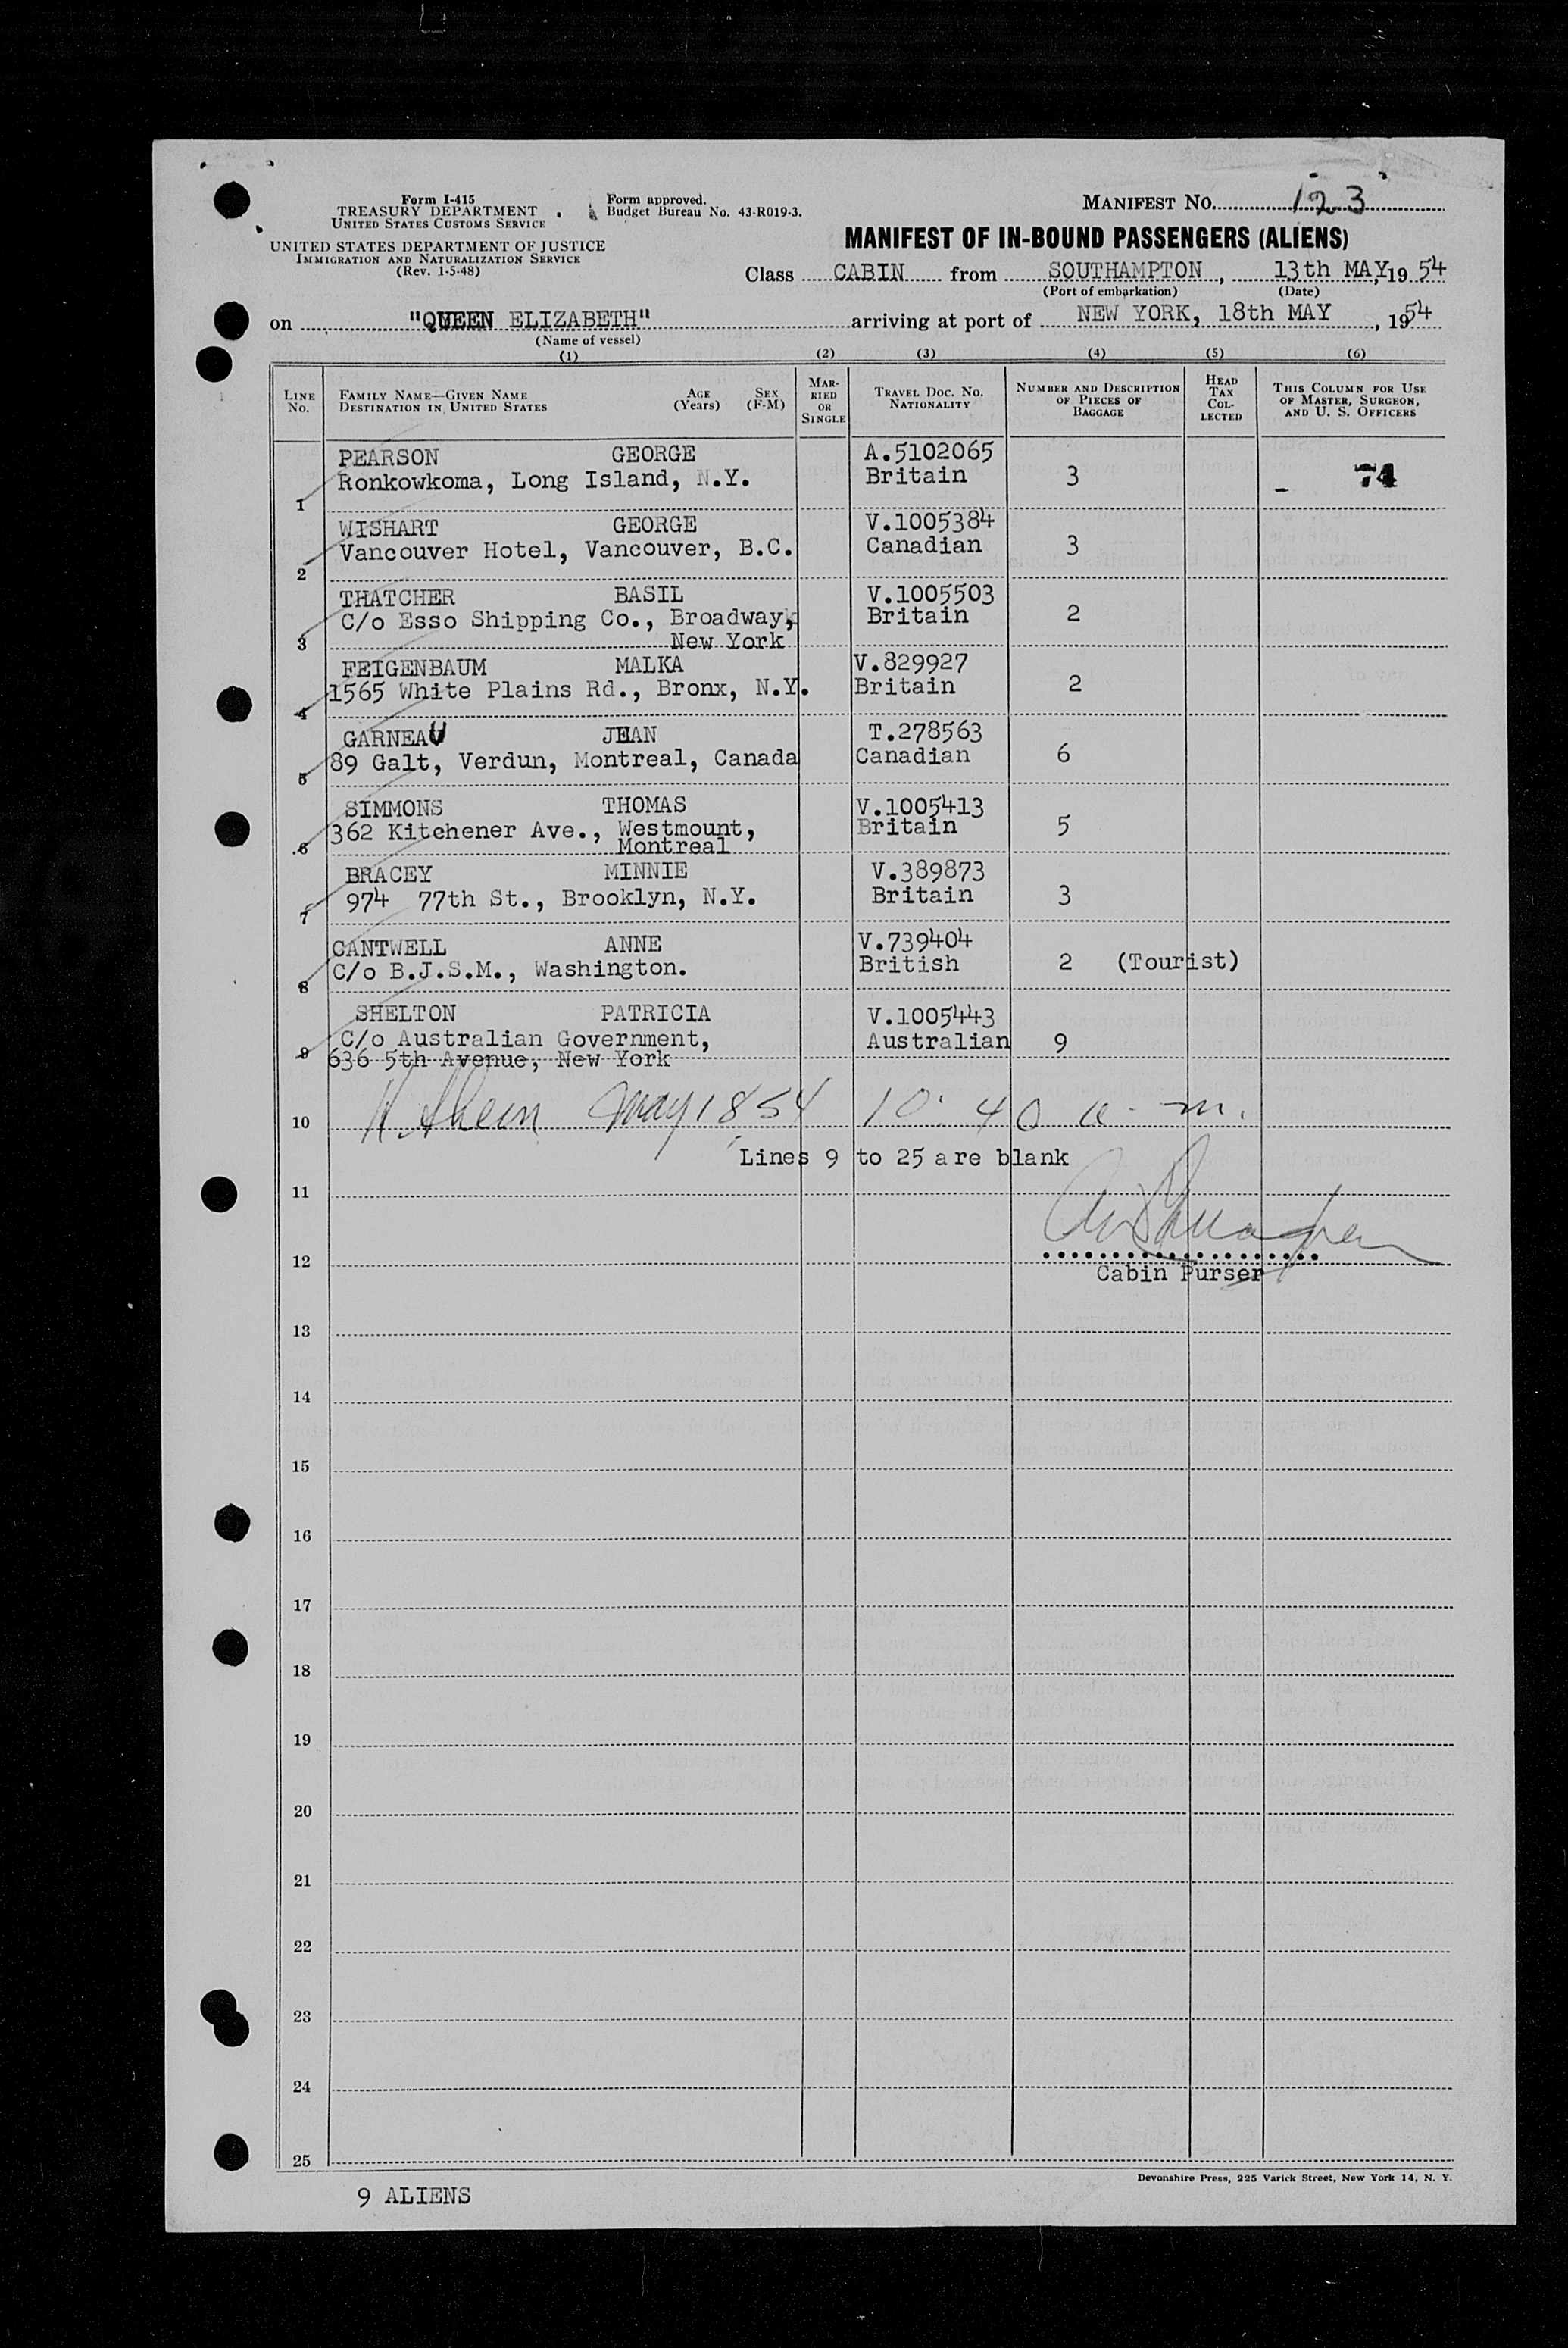 Form I-415
TREASURY DEPARTMENT
UNITED STATES CUSTOMS SERVICE
Form approved.
Budget Bureau No. 43-R019-3.
MANIFEST NO. 123
UNITED STATES DEPARTMENT OF JUSTICE
IMMIGRATION AND NATURALIZATION SERVICE
(Rev. 1-5-48)
MANIFEST OF IN-BOUND PASSENGERS (ALIENS)
Class CABIN from SOUTHAMPTON, 13th MAY, 19 54
(Port of embarkation) (Date)
on "QUEEN ELIZABETH" arriving at port of NEW YORK, 18th MAY, 19 54
(Name of vessel)
(1) (2) (3) (4) (5) (6)
LINE No.
FAMILY NAME—GIVEN NAME
DESTINATION IN UNITED STATES
AGE (Years)
SEX (F-M)
MARRIED OR SINGLE
TRAVEL DOC. NO.
NATIONALITY
NUMBER AND DESCRIPTION
OF PIECES OF
BAGGAGE
HEAD TAX COLLECTED
THIS COLUMN FOR USE
OF MASTER, SURGEON,
AND U. S. OFFICERS
PEARSON GEORGE A.5102065
1 Ronkowkoma, Long Island, N.Y. Britain 3 - 74
WISHART GEORGE V.1005384
2 Vancouver Hotel, Vancouver, B.C. Canadian 3
THATCHER BASIL V.1005503
C/o Esso Shipping Co., Broadway, Britain 2
3 New York
FEIGENBAUM MALKA V.829927
4 1565 White Plains Rd., Bronx, N.Y. Britain 2
GARNEAU JEAN T.278563
5 89 Galt, Verdun, Montreal, Canada Canadian 6
SIMMONS THOMAS V.1005413
362 Kitchener Ave., Westmount, Britain 5
6 Montreal
BRACEY MINNIE V.389873
7 974 77th St., Brooklyn, N.Y. Britain 3
CANTWELL ANNE V.739404
8 C/o B.J.S.M., Washington. British 2 (Tourist)
SHELTON PATRICIA V.1005443
C/o Australian Government, Australian 9
9 636 5th Avenue, New York
10 May 18 54 10:40 a.m.
Lines 9 to 25 are blank
11
12
Cabin Purser
13
14
15
16
17
18
19
20
21
22
23
24
25
Devonshire Press, 225 Varick Street, New York 14, N. Y.
9 ALIENS